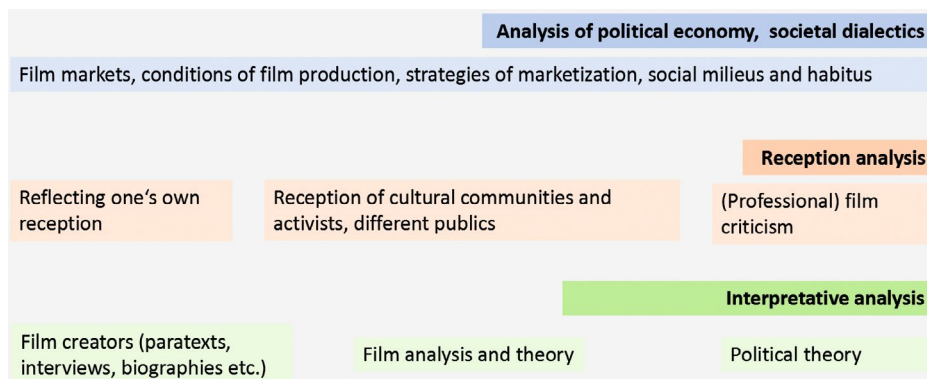 Analysis of political economy,  societal dialectics
Film markets, conditions of film production, strategies of marketization, social milieus and habitus
Reception analysis
Reflecting one‘s own
reception
Reception of cultural communities and
activists, different publics
(Professional) film
criticism
Interpretative analysis
Film creators (paratexts,
interviews, biographies etc.)
Film analysis and theory
Political theory